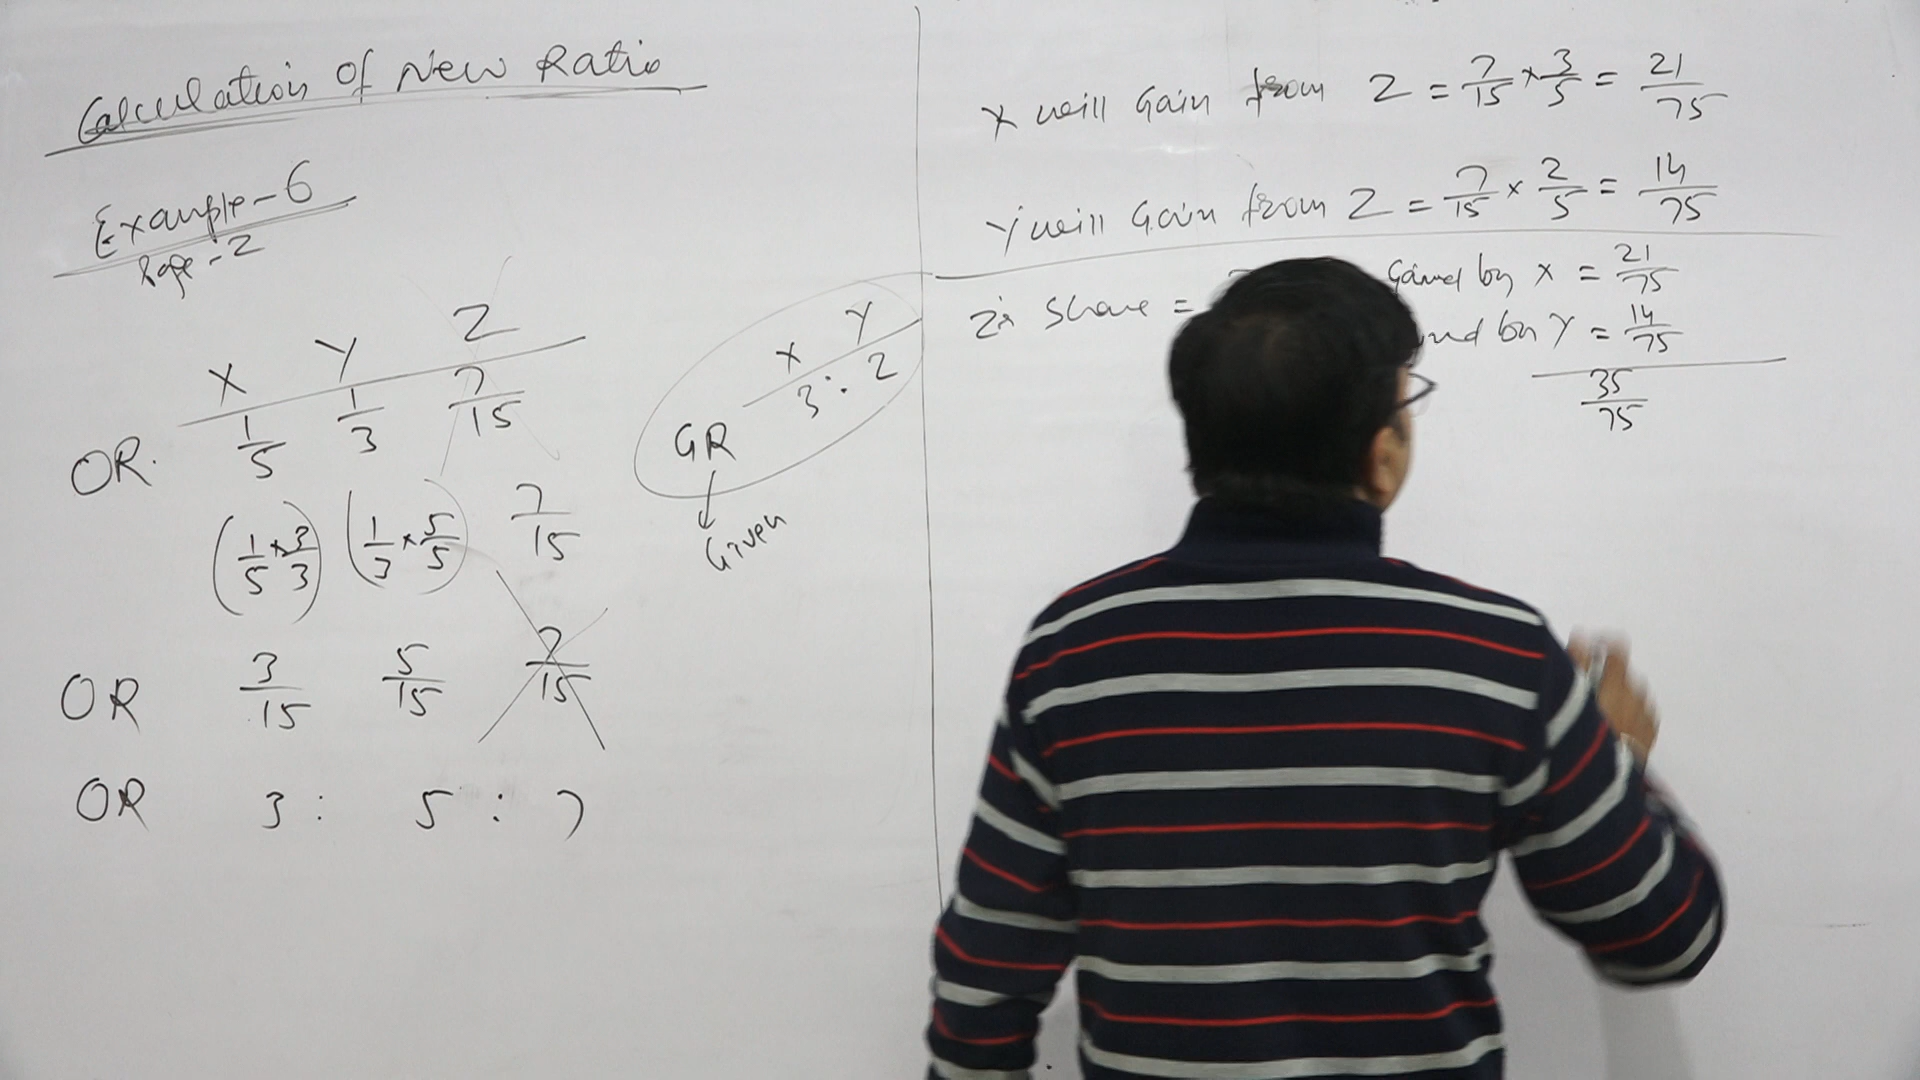 Calculation of New Ratio
Example-6
Page-2
X Y Z
OR. 1/5 1/3 7/15
(1/5 × 3/3) (1/3 × 5/5) 7/15
OR 3/15 5/15 7/15
OR 3 : 5 : 7
X Y
GR 3 : 2
Given
X will Gain from Z = 7/15 × 3/5 = 21/75
Y will Gain from Z = 7/15 × 2/5 = 14/75
Z's Share =
Gained by X = 21/75
by Y = 14/75
35/75